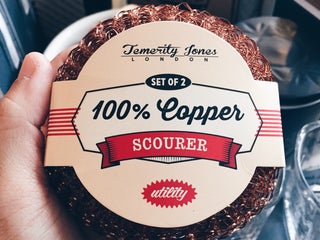 Temerity Jones
LONDON
SET OF 2
100% Copper
SCOURER
utility